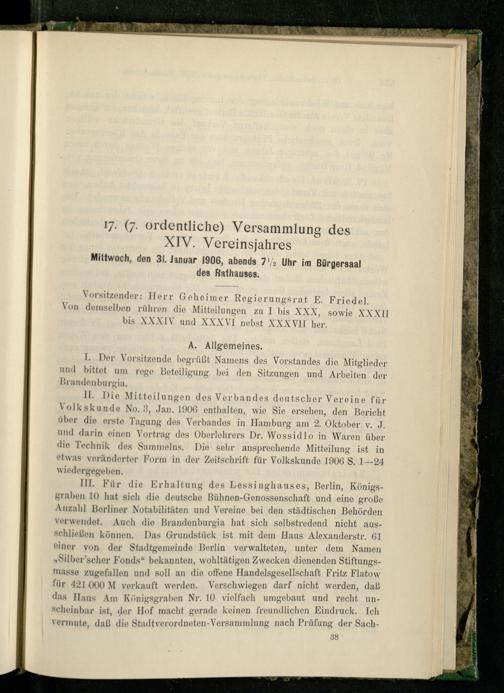 17. (7. ordentliche) Versammlung des
XIV. Vereinsjahres
Mittwoch, den 31. Januar 1906, abends 7½ Uhr im Bürgersaal
des Rathauses.
Vorsitzender: Herr Geheimer Regierungsrat E. Friedel.
Von demselben rühren die Mitteilungen zu I bis XXX, sowie XXXII
bis XXXIV und XXXVI nebst XXXVII her.
A. Allgemeines.
I. Der Vorsitzende begrüßt Namens des Vorstandes die Mitglieder
und bittet um rege Beteiligung bei den Sitzungen und Arbeiten der
Brandenburgia.
II. Die Mitteilungen des Verbandes deutscher Vereine für
Volkskunde No. 3, Jan. 1906 enthalten, wie Sie ersehen, den Bericht
über die erste Tagung des Verbandes in Hamburg am 2. Oktober v. J.
und darin einen Vortrag des Oberlehrers Dr. Wossidlo in Waren über
die Technik des Sammelns. Die sehr ansprechende Mitteilung ist in
etwas veränderter Form in der Zeitschrift für Volkskunde 1906 S. 1—24
wiedergegeben.
III. Für die Erhaltung des Lessinghauses, Berlin, Königs-
graben 10 hat sich die deutsche Bühnen-Genossenschaft und eine große
Anzahl Berliner Notabilitäten und Vereine bei den städtischen Behörden
verwendet. Auch die Brandenburgia hat sich selbstredend nicht aus-
schließen können. Das Grundstück ist mit dem Haus Alexanderstr. 61
einer von der Stadtgemeinde Berlin verwalteten, unter dem Namen
„Silber'scher Fonds“ bekannten, wohltätigen Zwecken dienenden Stiftungs-
masse zugefallen und soll an die offene Handelsgesellschaft Fritz Flatow
für 421 000 M verkauft werden. Verschwiegen darf nicht werden, daß
das Haus Am Königsgraben Nr. 10 vielfach umgebaut und recht un-
scheinbar ist, der Hof macht gerade keinen freundlichen Eindruck. Ich
vermute, daß die Stadtverordneten-Versammlung nach Prüfung der Sach-
38